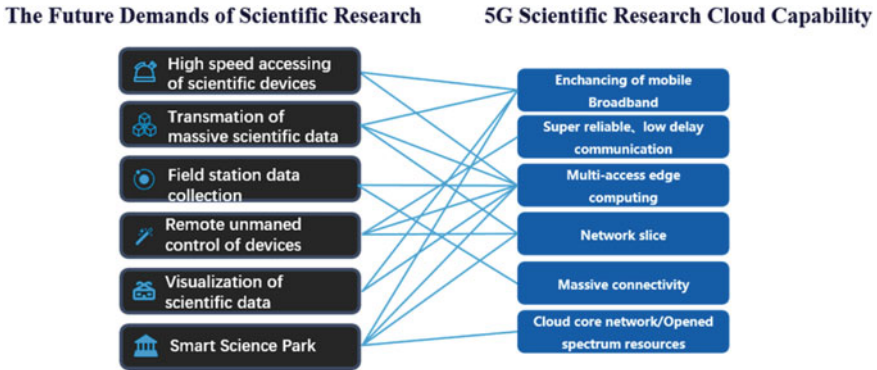 The Future Demands of Scientific Research
5G Scientific Research Cloud Capability
High speed accessing
of scientific devices
Transmation of
massive scientific data
Field station data
collection
Remote unmaned
control of devices
Visualization of
scientific data
Smart Science Park
Enchancing of mobile
Broadband
Super reliable、low delay
communication
Multi-access edge
computing
Network slice
Massive connectivity
Cloud core network/Opened
spectrum resources